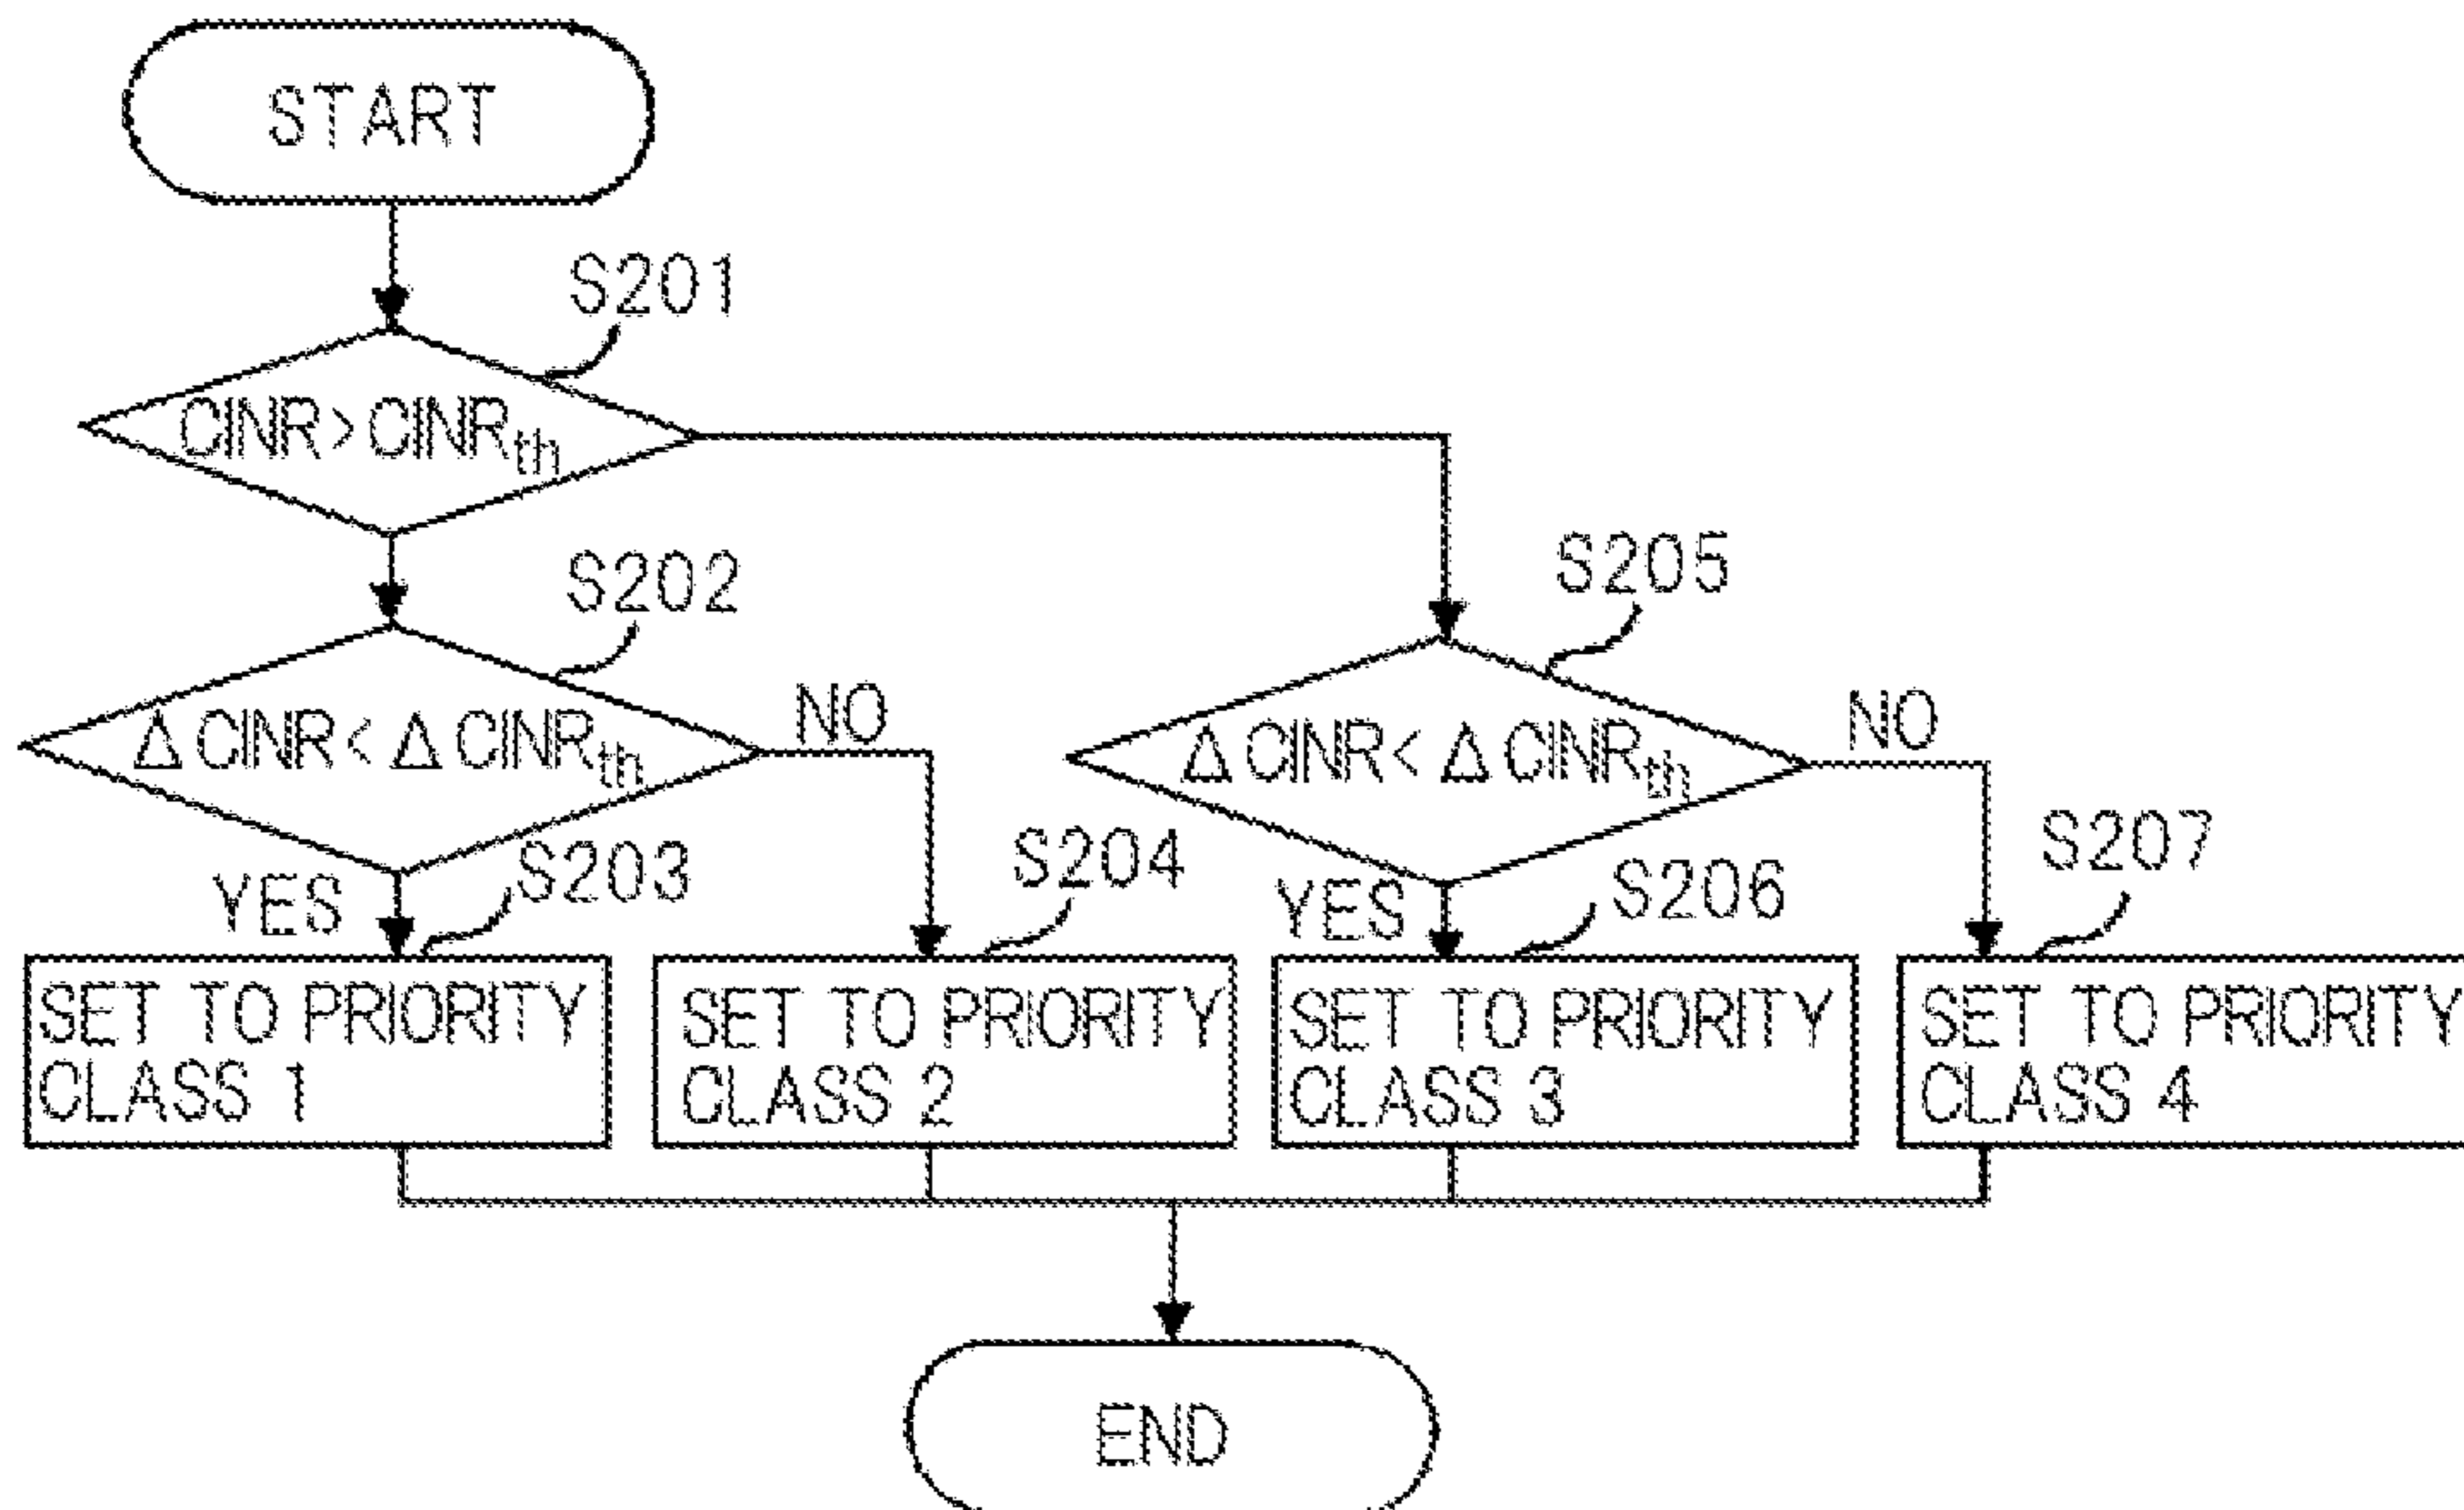 START
S201
CINR>CINRth
S202
S205
ΔCINR<ΔCINRth
NO
ΔCINR<ΔCINRth
NO
YES
S203
S204
YES
S206
S207
SET TO PRIORITY
CLASS 1
SET TO PRIORITY
CLASS 2
SET TO PRIORITY
CLASS 3
SET TO PRIORITY
CLASS 4
END